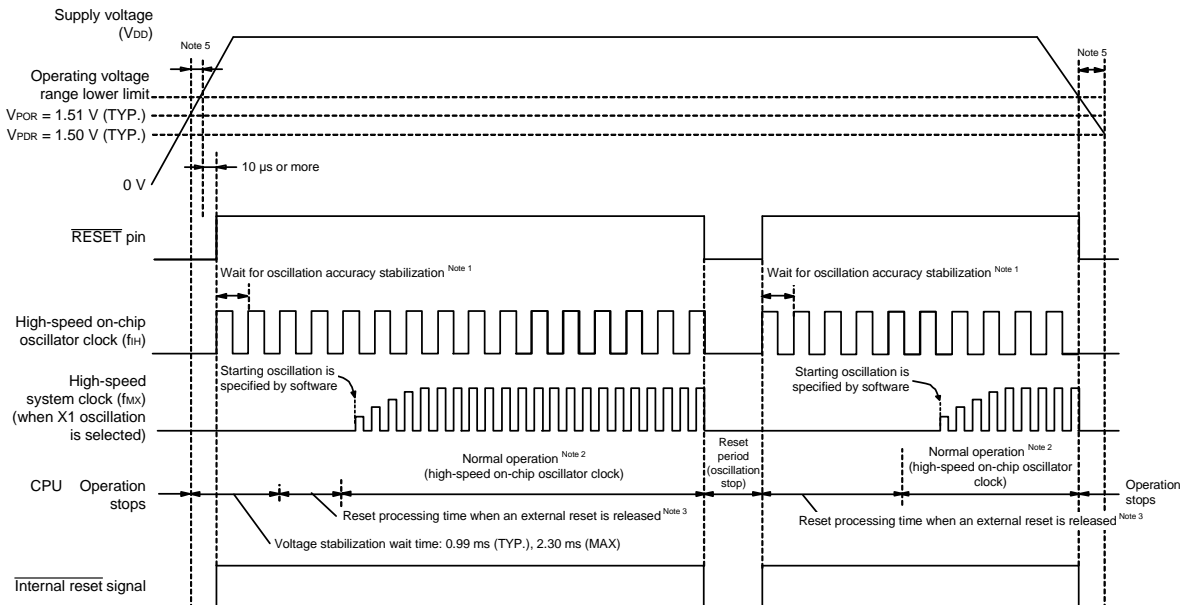 Supply voltage
(VDD)
Note 5
Note 5
Operating voltage
range lower limit
VPOR = 1.51 V (TYP.)
VPDR = 1.50 V (TYP.)
10 μs or more
0 V
RESET pin
Wait for oscillation accuracy stabilization Note 1
Wait for oscillation accuracy stabilization Note 1
High-speed on-chip
oscillator clock (fIH)
Starting oscillation is
specified by software
Starting oscillation is
specified by software
High-speed
system clock (fMX)
(when X1 oscillation
is selected)
Normal operation Note 2
(high-speed on-chip oscillator clock)
Reset
period
(oscillation
stop)
Normal operation Note 2
(high-speed on-chip oscillator
clock)
CPU Operation
stops
Operation
stops
Reset processing time when an external reset is released Note 3
Reset processing time when an external reset is released Note 3
Voltage stabilization wait time: 0.99 ms (TYP.), 2.30 ms (MAX)
Internal reset signal